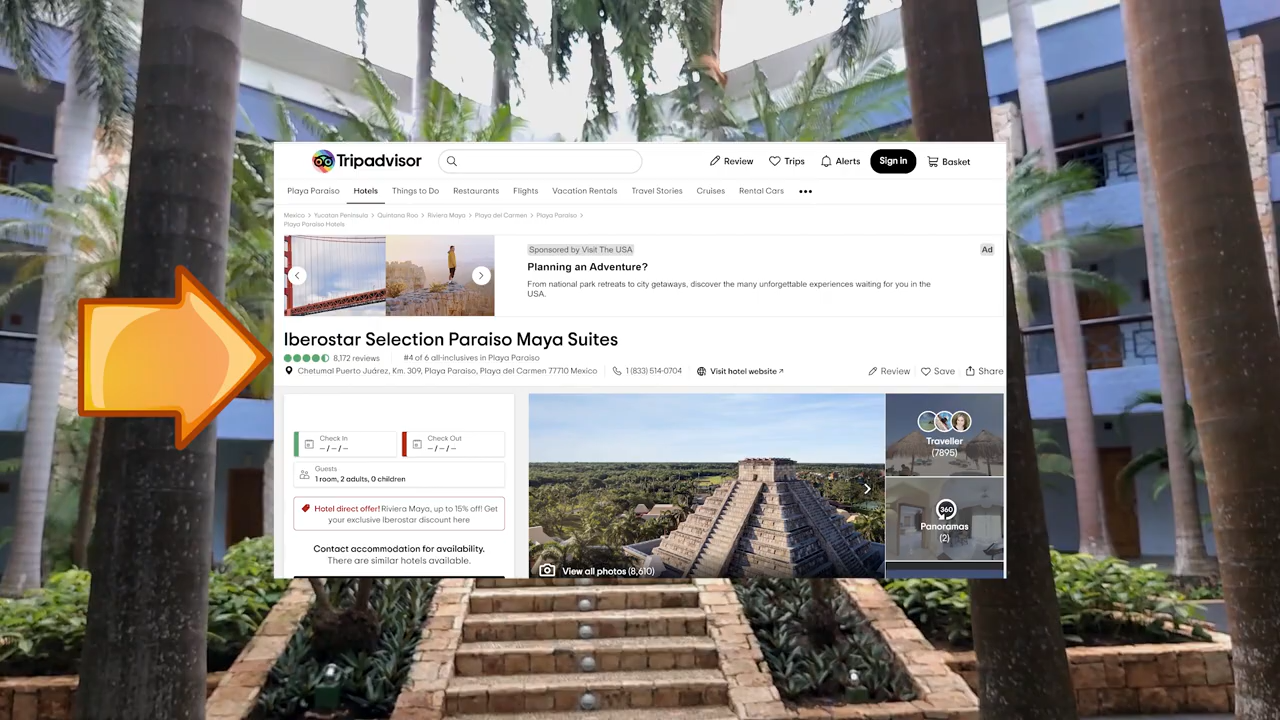 Tripadvisor
Review Trips Alerts Sign in Basket
Playa Paraiso Hotels Things to Do Restaurants Flights Vacation Rentals Travel Stories Cruises Rental Cars •••
Mexico > Yucatan Peninsula > Quintana Roo > Riviera Maya > Playa del Carmen > Playa Paraiso >
Playa Paraiso Hotels
Sponsored by Visit The USA
Ad
Planning an Adventure?
From national park retreats to city getaways, discover the many unforgettable experiences waiting for you in the
USA.
Iberostar Selection Paraiso Maya Suites
8,172 reviews #4 of 6 all-inclusives in Playa Paraiso
Chetumal Puerto Juárez, Km. 309, Playa Paraiso, Playa del Carmen 77710 Mexico 1 (833) 514-0704 Visit hotel website ↗ Review Save Share
Check In
– / – / –
Check Out
– / – / –
Guests
1 room, 2 adults, 0 children
Hotel direct offer! Riviera Maya, up to 15% off! Get
your exclusive Iberostar discount here
Contact accommodation for availability.
There are similar hotels available.
View all photos (8,610)
Traveller
(7895)
360
Panoramas
(2)